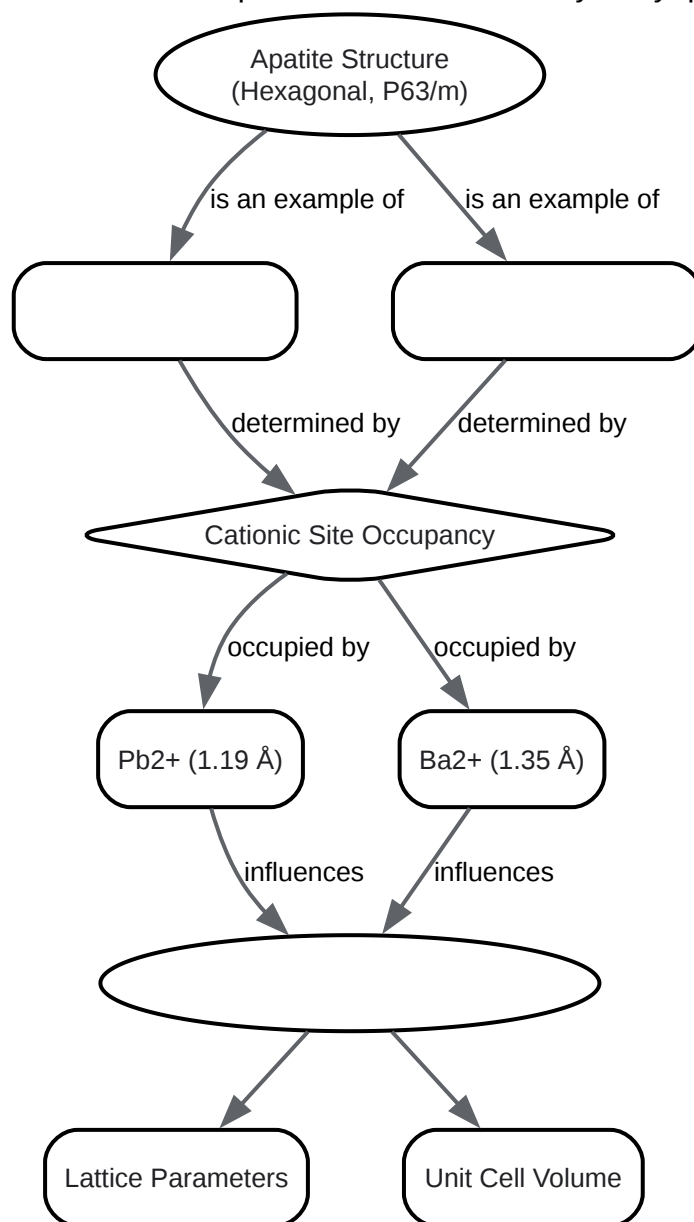 Apatite Structure
(Hexagonal, P63/m)
is an example of
is an example of
determined by
determined by
Cationic Site Occupancy
occupied by
occupied by
Pb2+ (1.19 Å)
Ba2+ (1.35 Å)
influences
influences
Lattice Parameters
Unit Cell Volume